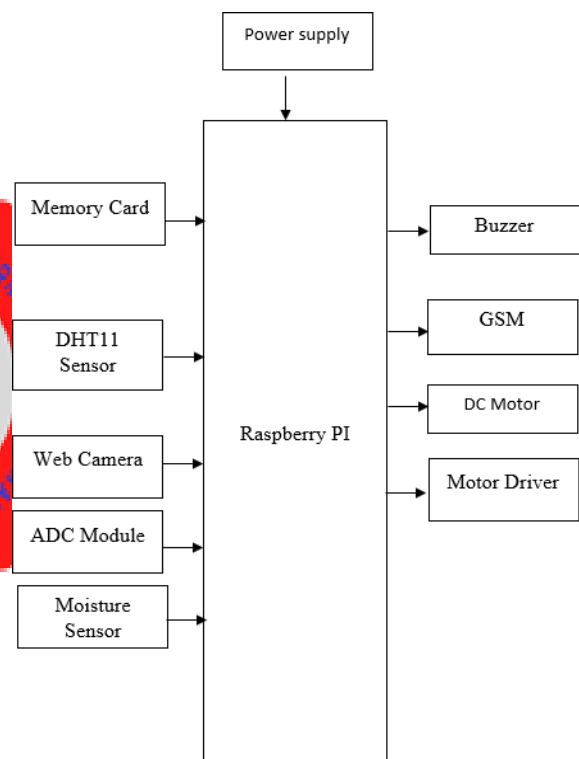 Power supply
Memory Card
Buzzer
GSM
DHT11
Sensor
DC Motor
Raspberry PI
Web Camera
Motor Driver
ADC Module
Moisture
Sensor